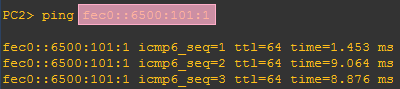 PC2> ping fec0::6500:101:1
fec0::6500:101:1 icmp6_seq=1 ttl=64 time=1.453 ms
fec0::6500:101:1 icmp6_seq=2 ttl=64 time=9.064 ms
fec0::6500:101:1 icmp6_seq=3 ttl=64 time=8.876 ms